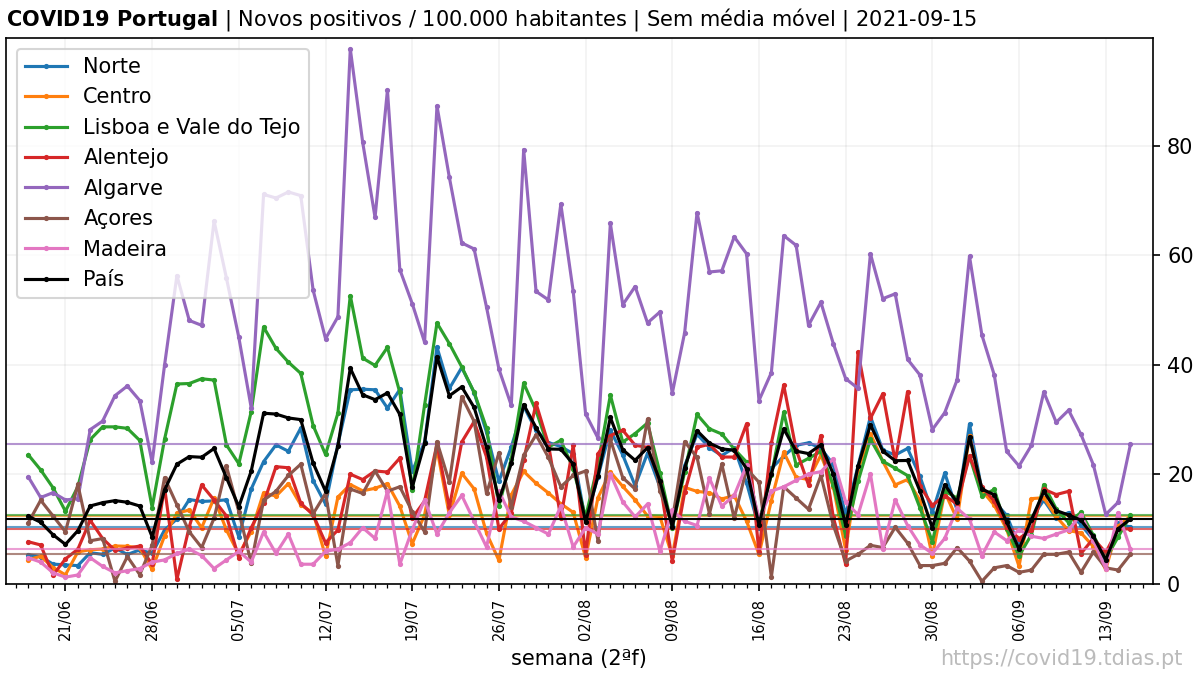 COVID19 Portugal | Novos positivos / 100.000 habitantes | Sem média móvel | 2021-09-15
Norte
Centro
Lisboa e Vale do Tejo
Alentejo
Algarve
Açores
Madeira
País
80
60
40
20
0
21/06
28/06
05/07
12/07
19/07
26/07
02/08
09/08
16/08
23/08
30/08
06/09
13/09
semana (2ªf)
https://covid19.tdias.pt